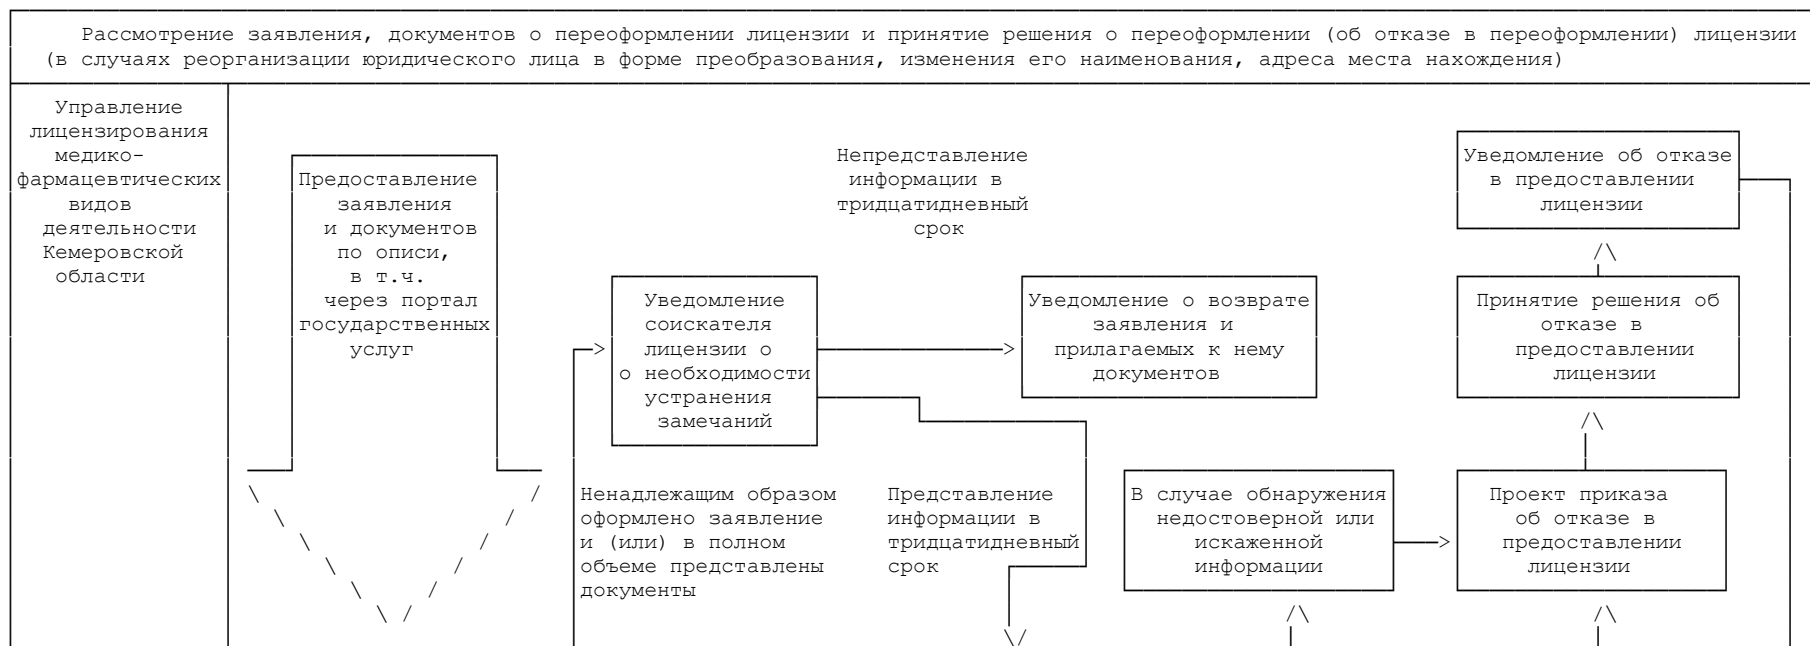 Рассмотрение заявления, документов о переоформлении лицензии и принятие решения о переоформлении (об отказе в переоформлении) лицензии
(в случаях реорганизации юридического лица в форме преобразования, изменения его наименования, адреса места нахождения)
Управление
лицензирования
медико-
фармацевтических
видов
деятельности
Кемеровской
области
Предоставление
заявления
и документов
по описи,
в т.ч.
через портал
государственных
услуг
Непредставление
информации в
тридцатидневный
срок
Уведомление
соискателя
лицензии о
о необходимости
устранения
замечаний
Уведомление о возврате
заявления и
прилагаемых к нему
документов
Уведомление об отказе
в предоставлении
лицензии
Принятие решения об
отказе в
предоставлении
лицензии
Ненадлежащим образом
оформлено заявление
и (или) в полном
объеме представлены
документы
Представление
информации в
тридцатидневный
срок
В случае обнаружения
недостоверной или
искаженной
информации
Проект приказа
об отказе в
предоставлении
лицензии